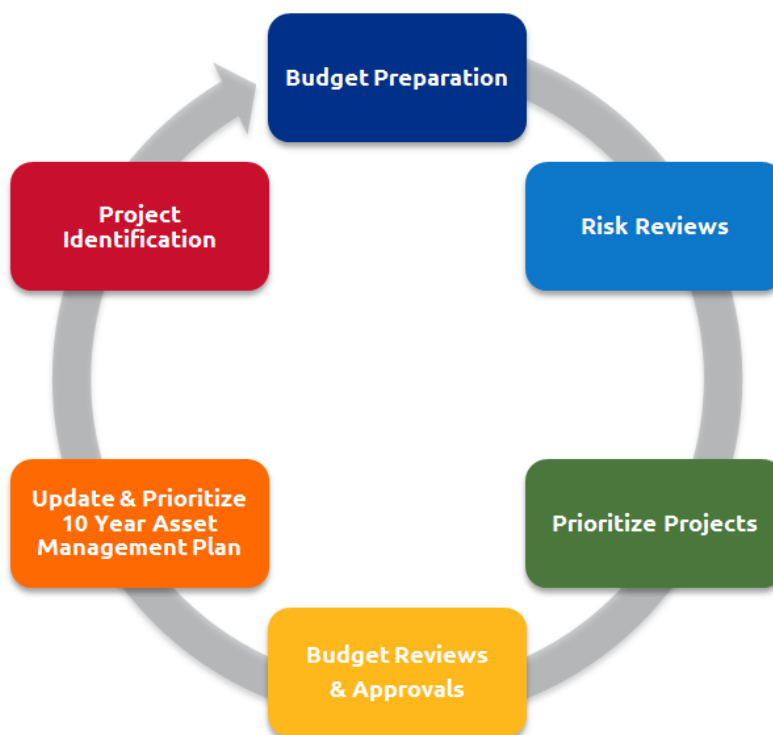 Budget Preparation
Risk Reviews
Prioritize Projects
Budget Reviews
& Approvals
Update & Prioritize
10 Year Asset
Management Plan
Project
Identification